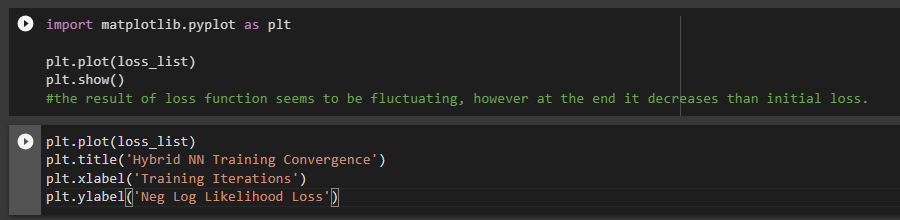 import matplotlib.pyplot as plt
plt.plot(loss_list)
plt.show()
#the result of loss function seems to be fluctuating, however at the end it decreases than initial loss.
plt.plot(loss_list)
plt.title('Hybrid NN Training Convergence')
plt.xlabel('Training Iterations')
plt.ylabel('Neg Log Likelihood Loss')